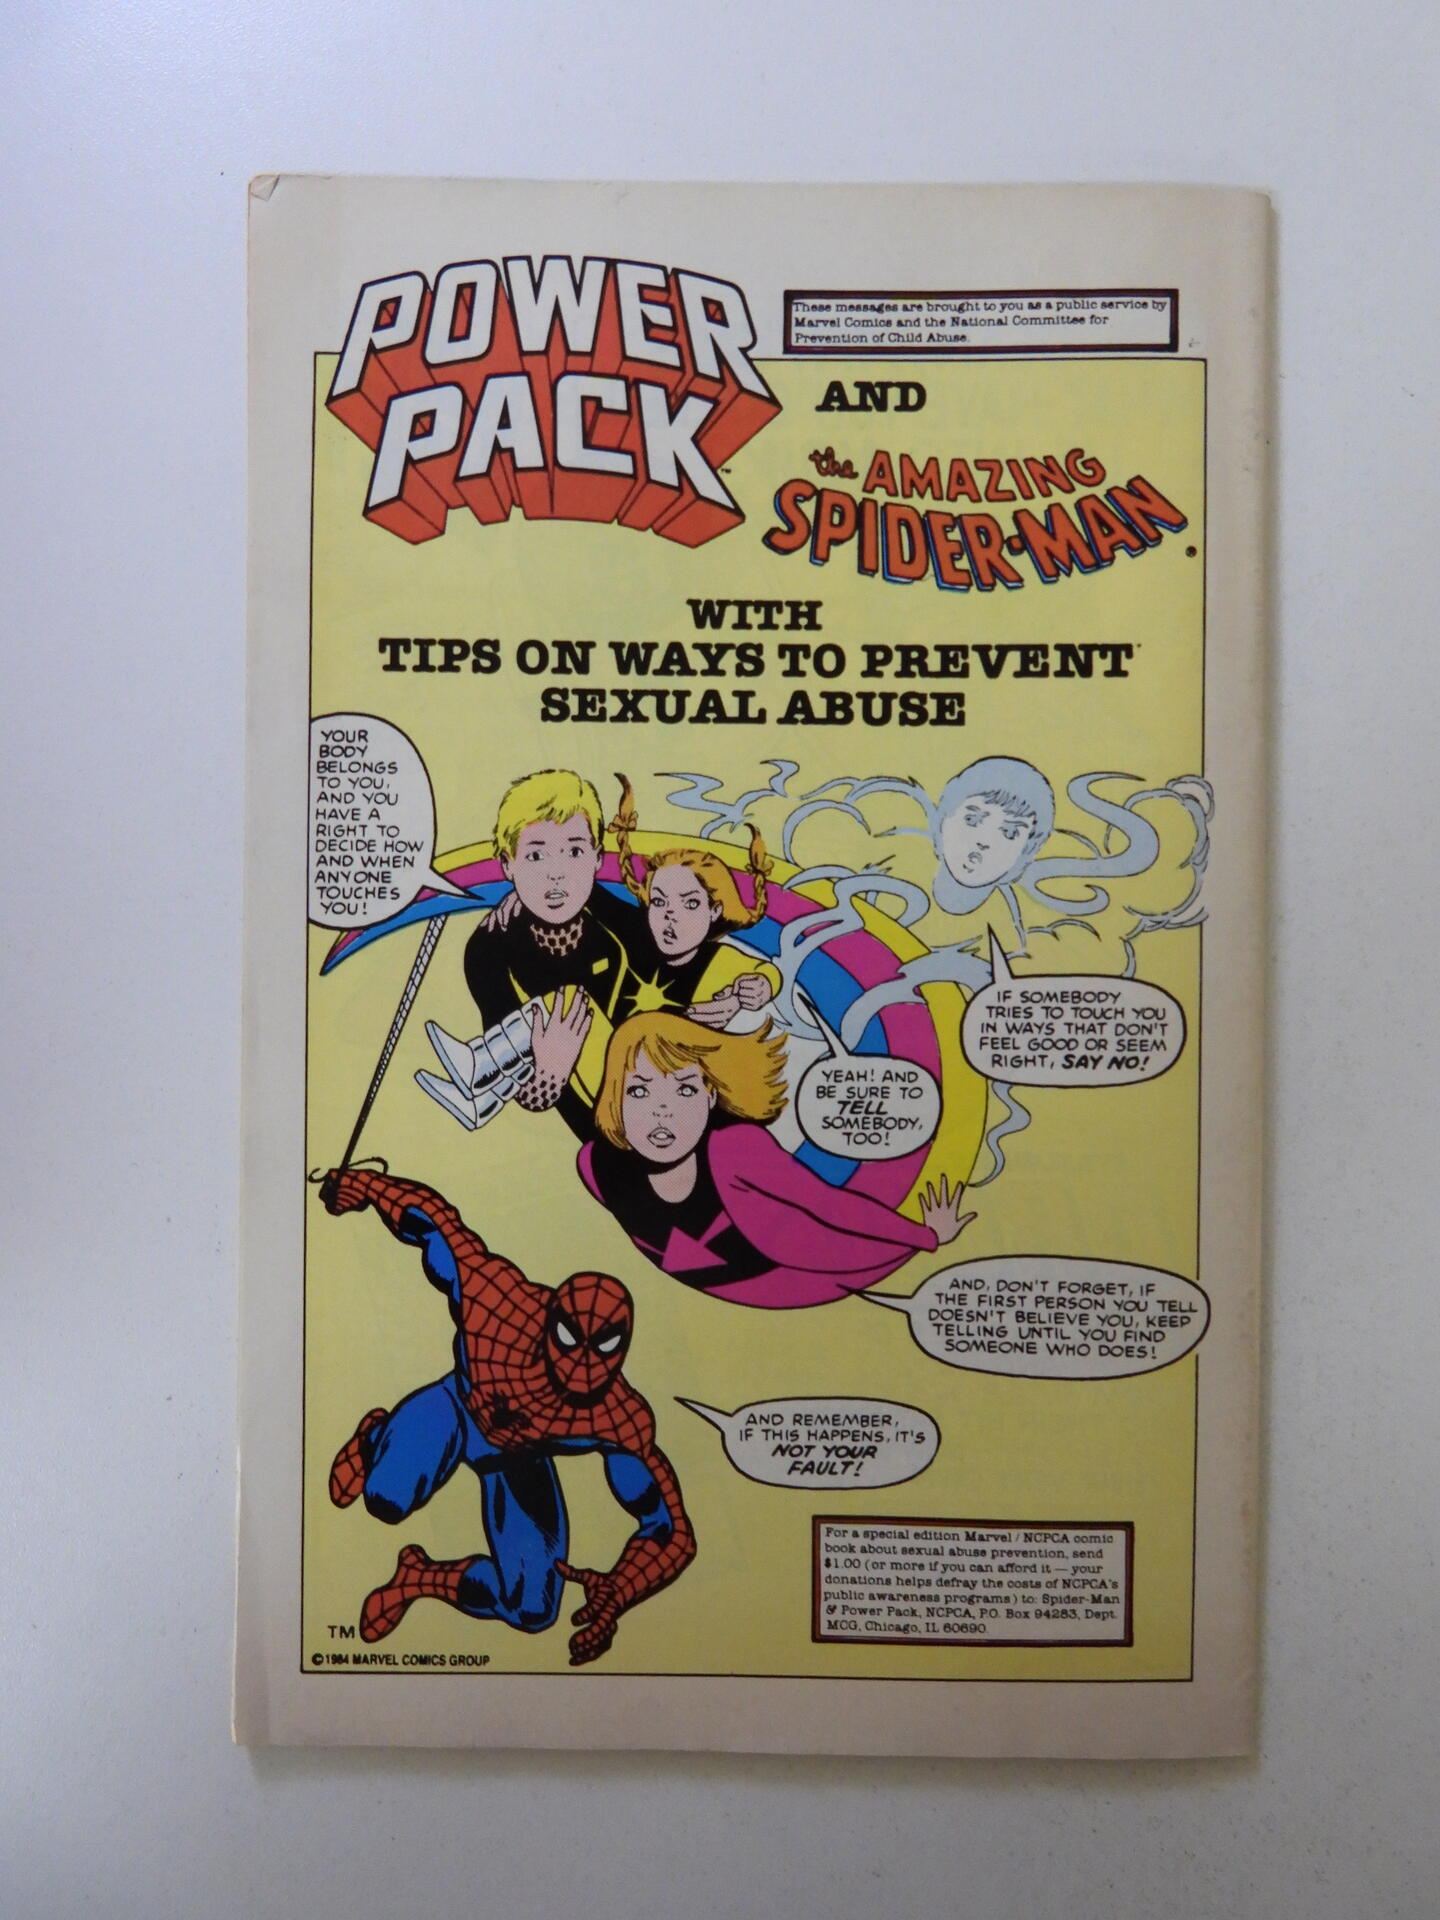 POWER
PACK
TM
These messages are brought to you as a public service by
Marvel Comics and the National Committee for
Prevention of Child Abuse.
AND
the AMAZING
SPIDER-MAN
®
WITH
TIPS ON WAYS TO PREVENT
SEXUAL ABUSE
YOUR
BODY
BELONGS
TO YOU,
AND YOU
HAVE A
RIGHT TO
DECIDE HOW
AND WHEN
ANYONE
TOUCHES
YOU!
IF SOMEBODY
TRIES TO TOUCH YOU
IN WAYS THAT DON'T
FEEL GOOD OR SEEM
RIGHT, SAY NO!
YEAH! AND
BE SURE TO
TELL
SOMEBODY,
TOO!
AND, DON'T FORGET, IF
THE FIRST PERSON YOU TELL
DOESN'T BELIEVE YOU, KEEP
TELLING UNTIL YOU FIND
SOMEONE WHO DOES!
AND REMEMBER,
IF THIS HAPPENS, IT'S
NOT YOUR
FAULT!
For a special edition Marvel / NCPCA comic
book about sexual abuse prevention, send
$1.00 (or more if you can afford it — your
donations helps defray the costs of NCPCA's
public awareness programs) to: Spider-Man
& Power Pack, NCPCA, P.O. Box 94283, Dept.
MCG, Chicago, IL 60690.
TM
©1984 MARVEL COMICS GROUP